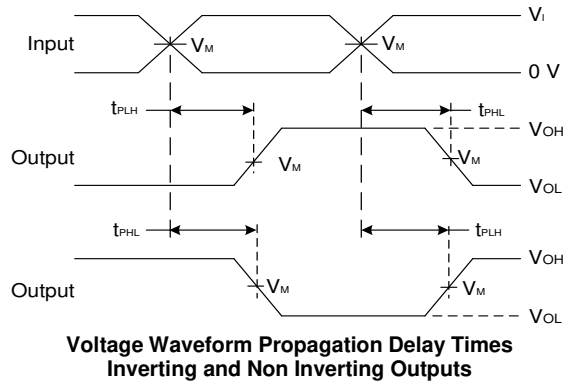 Vɪ
Input VM VM
0 V
tPLH tPHL
VOH
Output VM VM
VOL
tPHL tPLH
VOH
Output VM VM
VOL
Voltage Waveform Propagation Delay Times
Inverting and Non Inverting Outputs